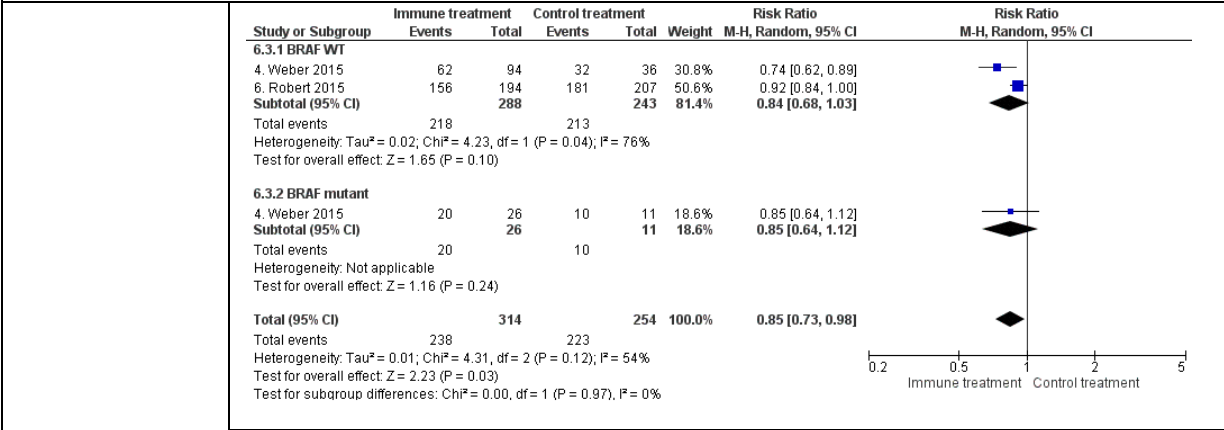 Immune treatment Control treatment Risk Ratio Risk Ratio
Study or Subgroup Events Total Events Total Weight M-H, Random, 95% CI M-H, Random, 95% CI
6.3.1 BRAF WT
4. Weber 2015 62 94 32 36 30.8% 0.74 [0.62, 0.89]
6. Robert 2015 156 194 181 207 50.6% 0.92 [0.84, 1.00]
Subtotal (95% CI) 288 243 81.4% 0.84 [0.68, 1.03]
Total events 218 213
Heterogeneity: Tau² = 0.02; Chi² = 4.23, df = 1 (P = 0.04); I² = 76%
Test for overall effect: Z = 1.65 (P = 0.10)
6.3.2 BRAF mutant
4. Weber 2015 20 26 10 11 18.6% 0.85 [0.64, 1.12]
Subtotal (95% CI) 26 11 18.6% 0.85 [0.64, 1.12]
Total events 20 10
Heterogeneity: Not applicable
Test for overall effect: Z = 1.16 (P = 0.24)
Total (95% CI) 314 254 100.0% 0.85 [0.73, 0.98]
Total events 238 223
Heterogeneity: Tau² = 0.01; Chi² = 4.31, df = 2 (P = 0.12); I² = 54%
Test for overall effect: Z = 2.23 (P = 0.03)
Test for subgroup differences: Chi² = 0.00, df = 1 (P = 0.97), I² = 0%
0.2 0.5 1 2 5
Immune treatment Control treatment